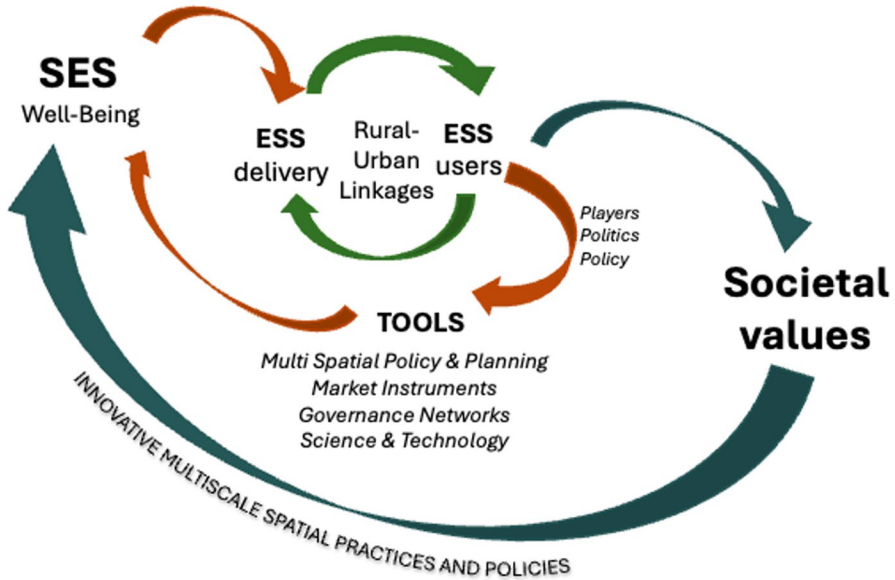 SES
Well-Being
ESS
delivery
Rural-
Urban
Linkages
ESS
users
Players
Politics
Policy
Societal
values
TOOLS
Multi Spatial Policy & Planning
Market Instruments
Governance Networks
Science & Technology
INNOVATIVE MULTISCALE SPATIAL PRACTICES AND POLICIES